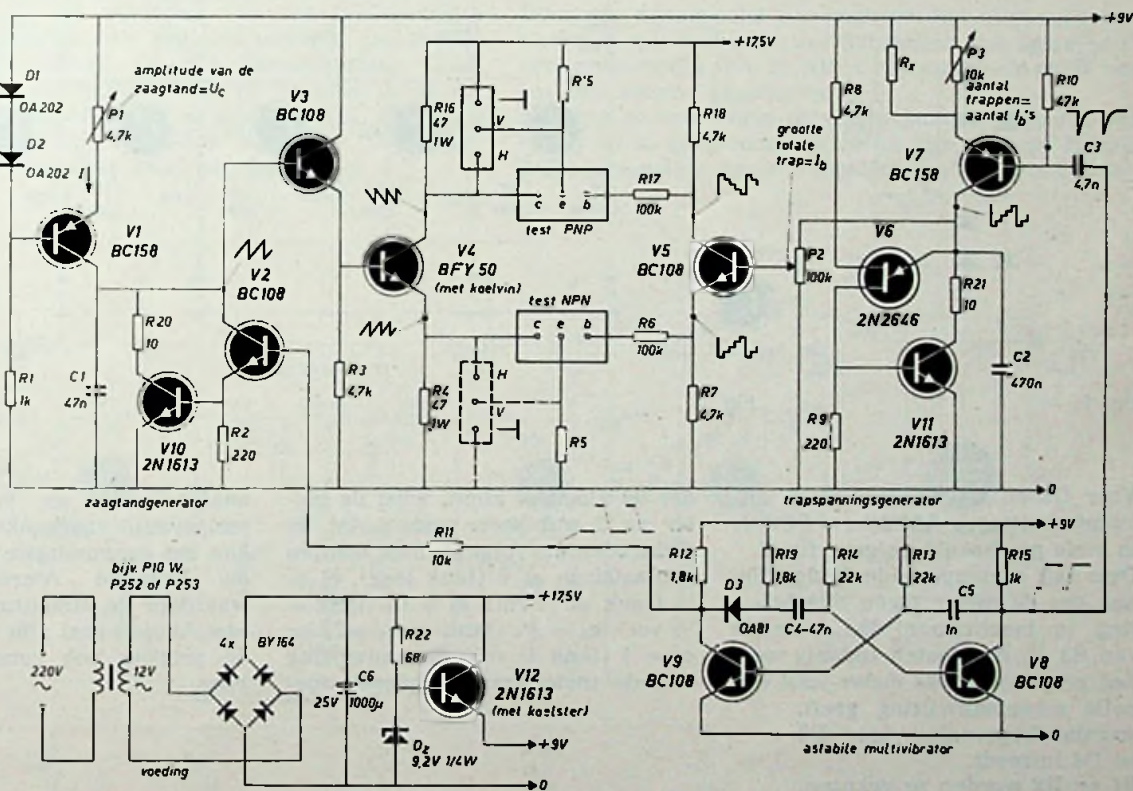 +9V
D1
OA202
D2
OA202
I
amplitude van de
zaagtand=Uc
P1
4,7k
V1
BC158
R1
1k
C1
47n
R20
10
V10
2N1613
V2
BC108
R2
220
zaagtandgenerator
V3
BC108
R3
4,7k
R16
47
1W
V
H
R'5
+17,5V
V4
BFY 50
(met koelvin)
c e b
test PNP
R17
100k
R18
4,7k
grootte
totale
trap=Ib
test NPN
c e b
R6
100k
R4
47
1W
H
V
R5
V5
BC108
R7
4,7k
P2
100k
R8
4,7k
Rx
P3
10k
aantal
trappen=
aantal Ib's
R10
47k
C3
4,7n
V7
BC158
V6
2N2646
R21
10
C2
470n
R9
220
V11
2N1613
0
trapspanningsgenerator
R11
10k
+9V
R12
1,8k
R19
1,8k
R14
22k
R13
22k
R15
1k
D3
OA81
C4-47n
C5
1n
V9
BC108
V8
BC108
0
astabile multivibrator
bijv. P10 W,
P252 of P253
220V
12V
4x
BY164
voeding
C6
25V
1000µ
R22
68
Dz
9,2V 1/4W
V12
2N1613
(met koelster)
+17,5V
+9V
0